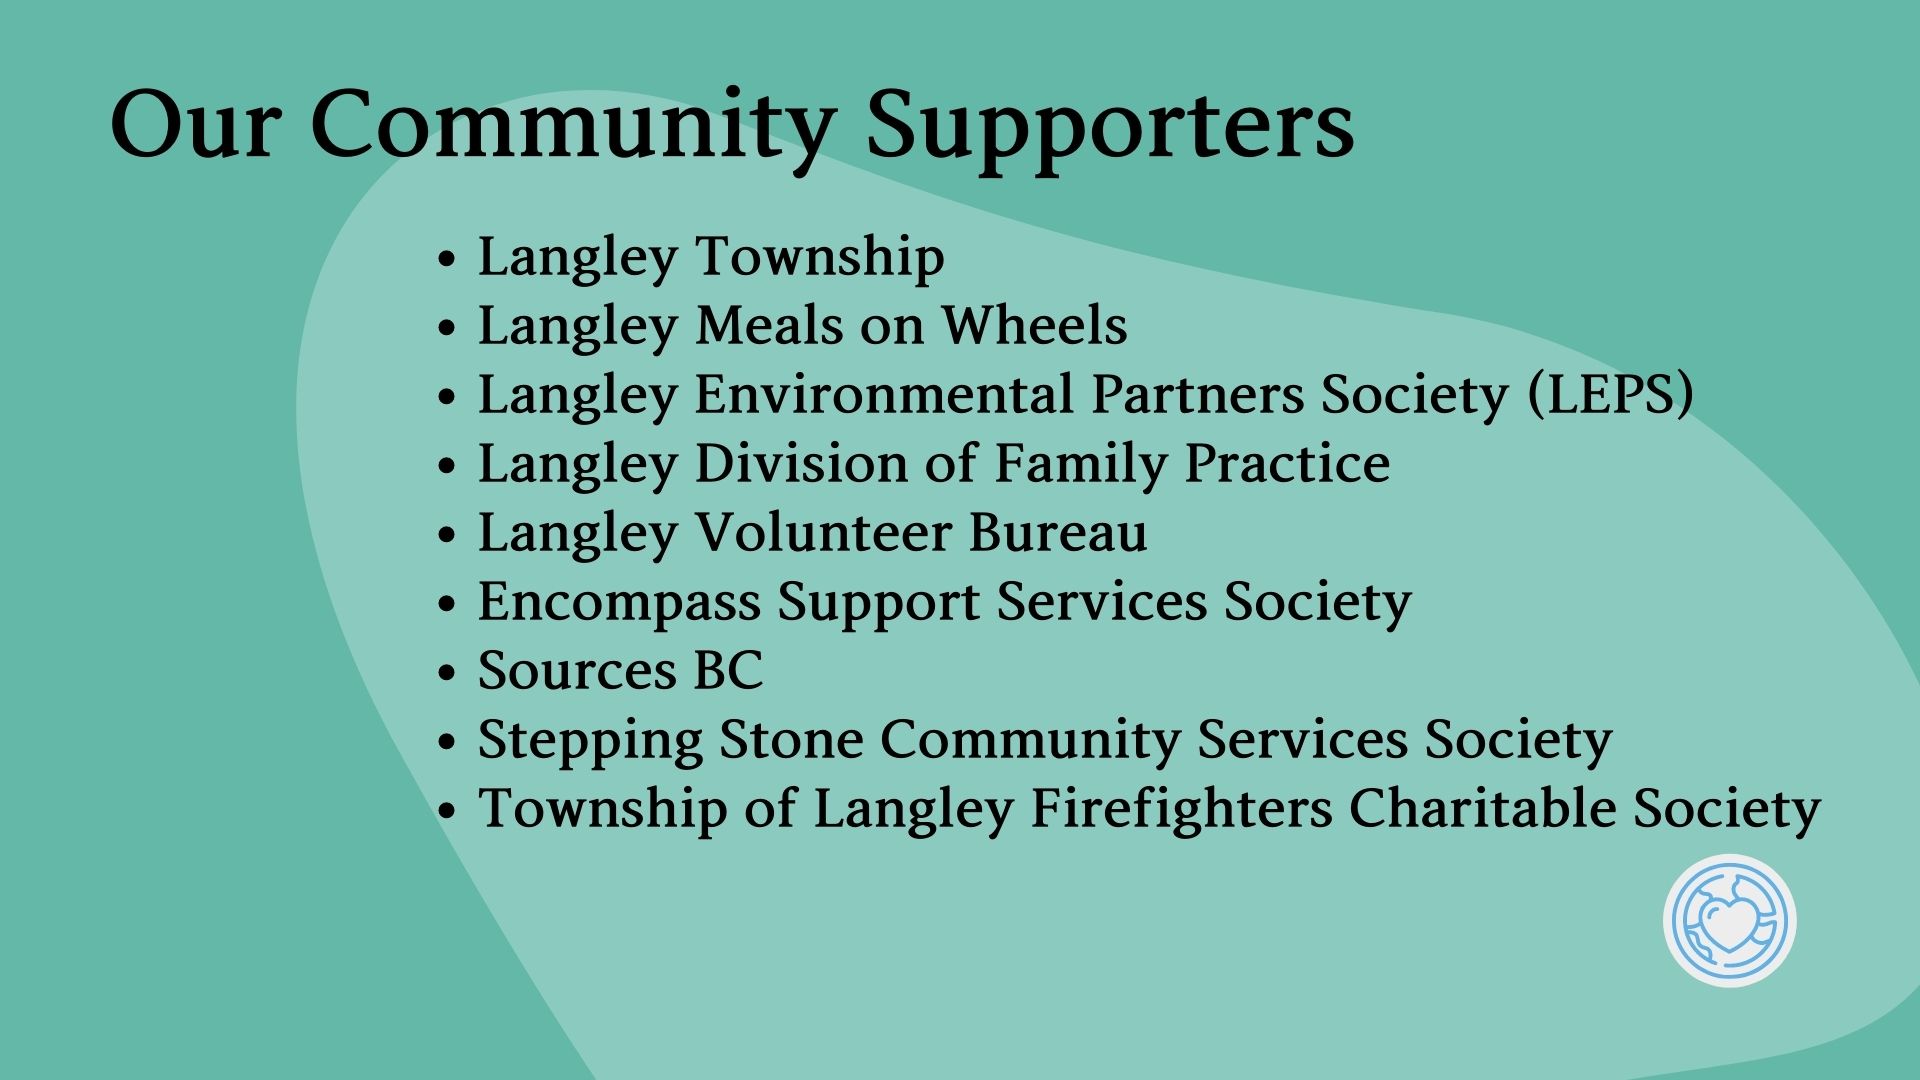 Our Community Supporters
• Langley Township
• Langley Meals on Wheels
• Langley Environmental Partners Society (LEPS)
• Langley Division of Family Practice
• Langley Volunteer Bureau
• Encompass Support Services Society
• Sources BC
• Stepping Stone Community Services Society
• Township of Langley Firefighters Charitable Society